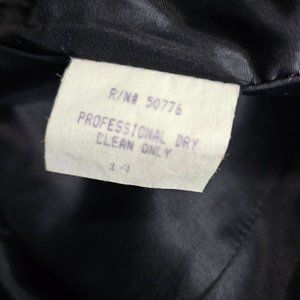 R/N# 50776
PROFESSIONAL DRY
CLEAN ONLY
14